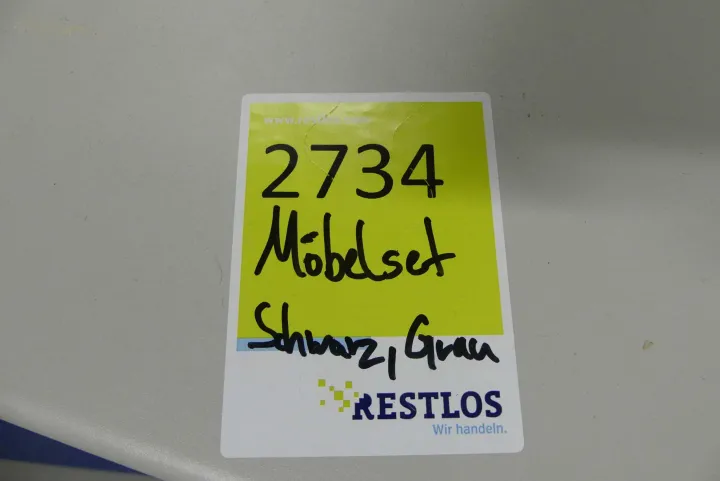 2734
Möbelset
Schwarz, Grau
RESTLOS
Wir handeln.